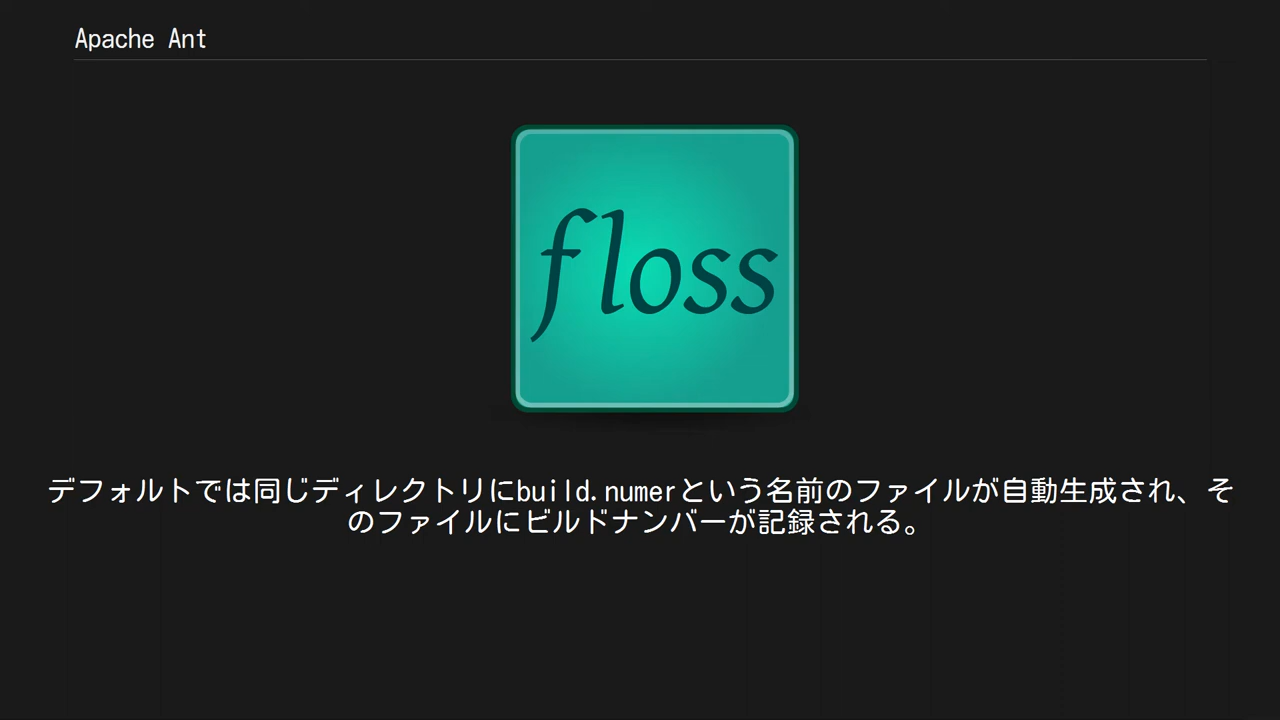 Apache Ant
floss
デフォルトでは同じディレクトリにbuild.numerという名前のファイルが自動生成され、そ
のファイルにビルドナンバーが記録される。